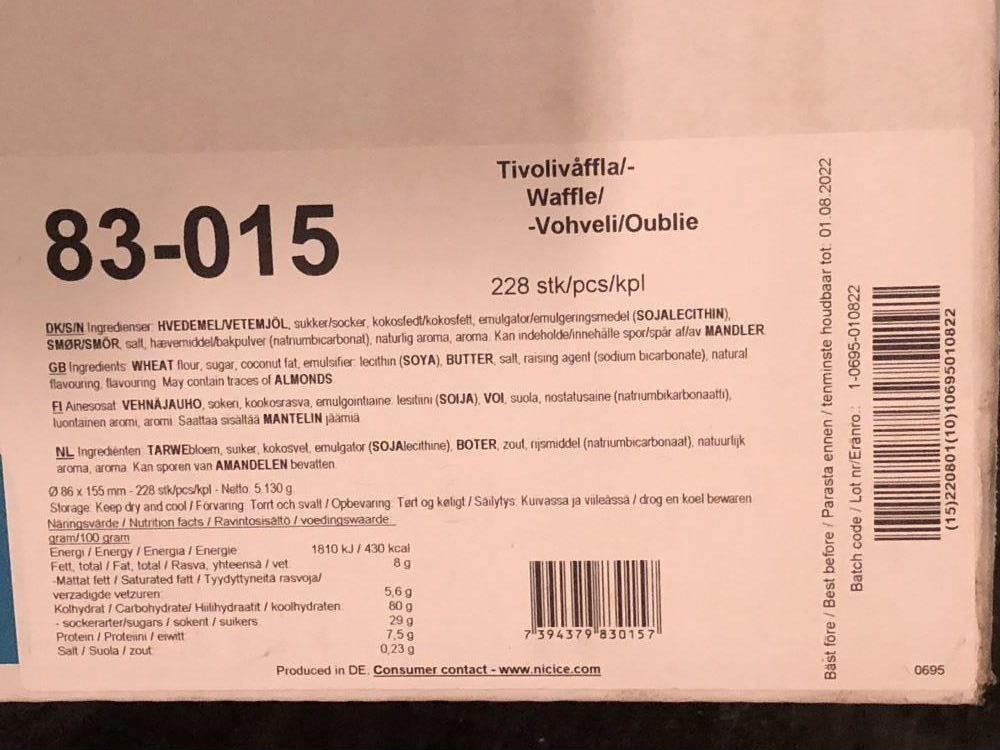 Tivolivåffla/-
Waffle/
-Vohveli/Oublie
83-015
228 stk/pcs/kpl
DK/S/N Ingredienser: HVEDEMEL/VETEMJÖL, sukker/socker, kokosfedt/kokosfett, emulgator/emulgeringsmedel (SOJALECITHIN),
SMØR/SMÖR, salt, hævemiddel/bakpulver (natriumbicarbonat), naturlig aroma, aroma. Kan indeholde/innehålle spor/spår af/av MANDLER
GB Ingredients: WHEAT flour, sugar, coconut fat, emulsifier: lecithin (SOYA), BUTTER, salt, raising agent (sodium bicarbonate), natural
flavouring, flavouring. May contain traces of ALMONDS
FI Ainesosat: VEHNÄJAUHO, sokeri, kookosrasva, emulgointiaine: lesitiini (SOIJA), VOI, suola, nostatusaine (natriumbikarbonaatti),
luontainen aromi, aromi. Saattaa sisältää MANTELIN jäämiä
NL Ingrediënten: TARWEbloem, suiker, kokosvet, emulgator (SOJAlecithine), BOTER, zout, rijsmiddel (natriumbicarbonaat), natuurlijk
aroma, aroma. Kan sporen van AMANDELEN bevatten.
Ø 86 x 155 mm - 228 stk/pcs/kpl - Netto: 5.130 g
Storage: Keep dry and cool / Förvaring: Torrt och svalt / Opbevaring: Tørt og køligt / Säilytys: Kuivassa ja viileässä / drog en koel bewaren
Näringsvärde / Nutrition facts / Ravintosisältö / voedingswaarde
gram/100 gram
Energi / Energy / Energia / Energie 1810 kJ / 430 kcal
Fett, total / Fat, total / Rasva, yhteensä / vet 8 g
-Mättat fett / Saturated fatt / Tyydyttyneitä rasvoja/
verzadigde vetzuren: 5,6 g
Kolhydrat / Carbohydrate/ Hiilihydraatit / koolhydraten 80 g
- sockerarter/sugars / sokerit / suikers 29 g
Protein / Proteiini / eiwitt 7,5 g
Salt / Suola / zout 0,23 g
7 394379 830157
Produced in DE. Consumer contact - www.nicice.com
Bäst före / Best before / Parasta ennen / tenminste houdbaar tot: 01.08.2022
Batch code / Lot nr/Eränro.: 1-0695-010822
(15)220801(10)10695010822
0695